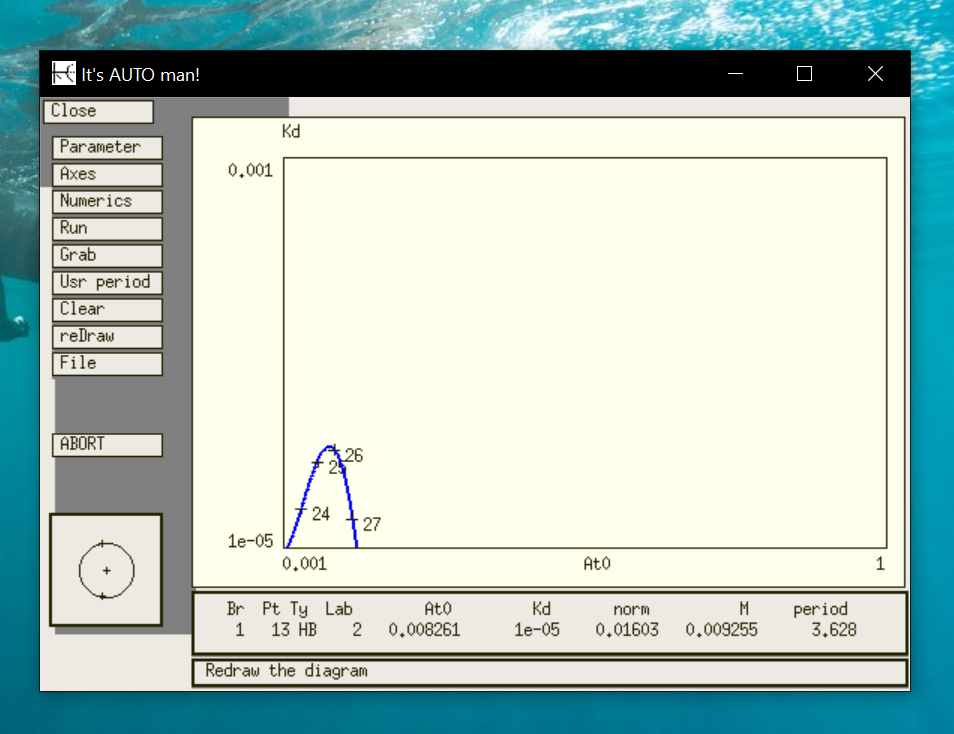 It's AUTO man!
Close
Parameter
Axes
Numerics
Run
Grab
Usr period
Clear
reDraw
File
ABORT
Kd
0.001
26
25
24
27
1e-05
0.001 At0 1
Br Pt Ty Lab At0 Kd norm M period
1 13 HB 2 0.008261 1e-05 0.01603 0.009255 3.628
Redraw the diagram